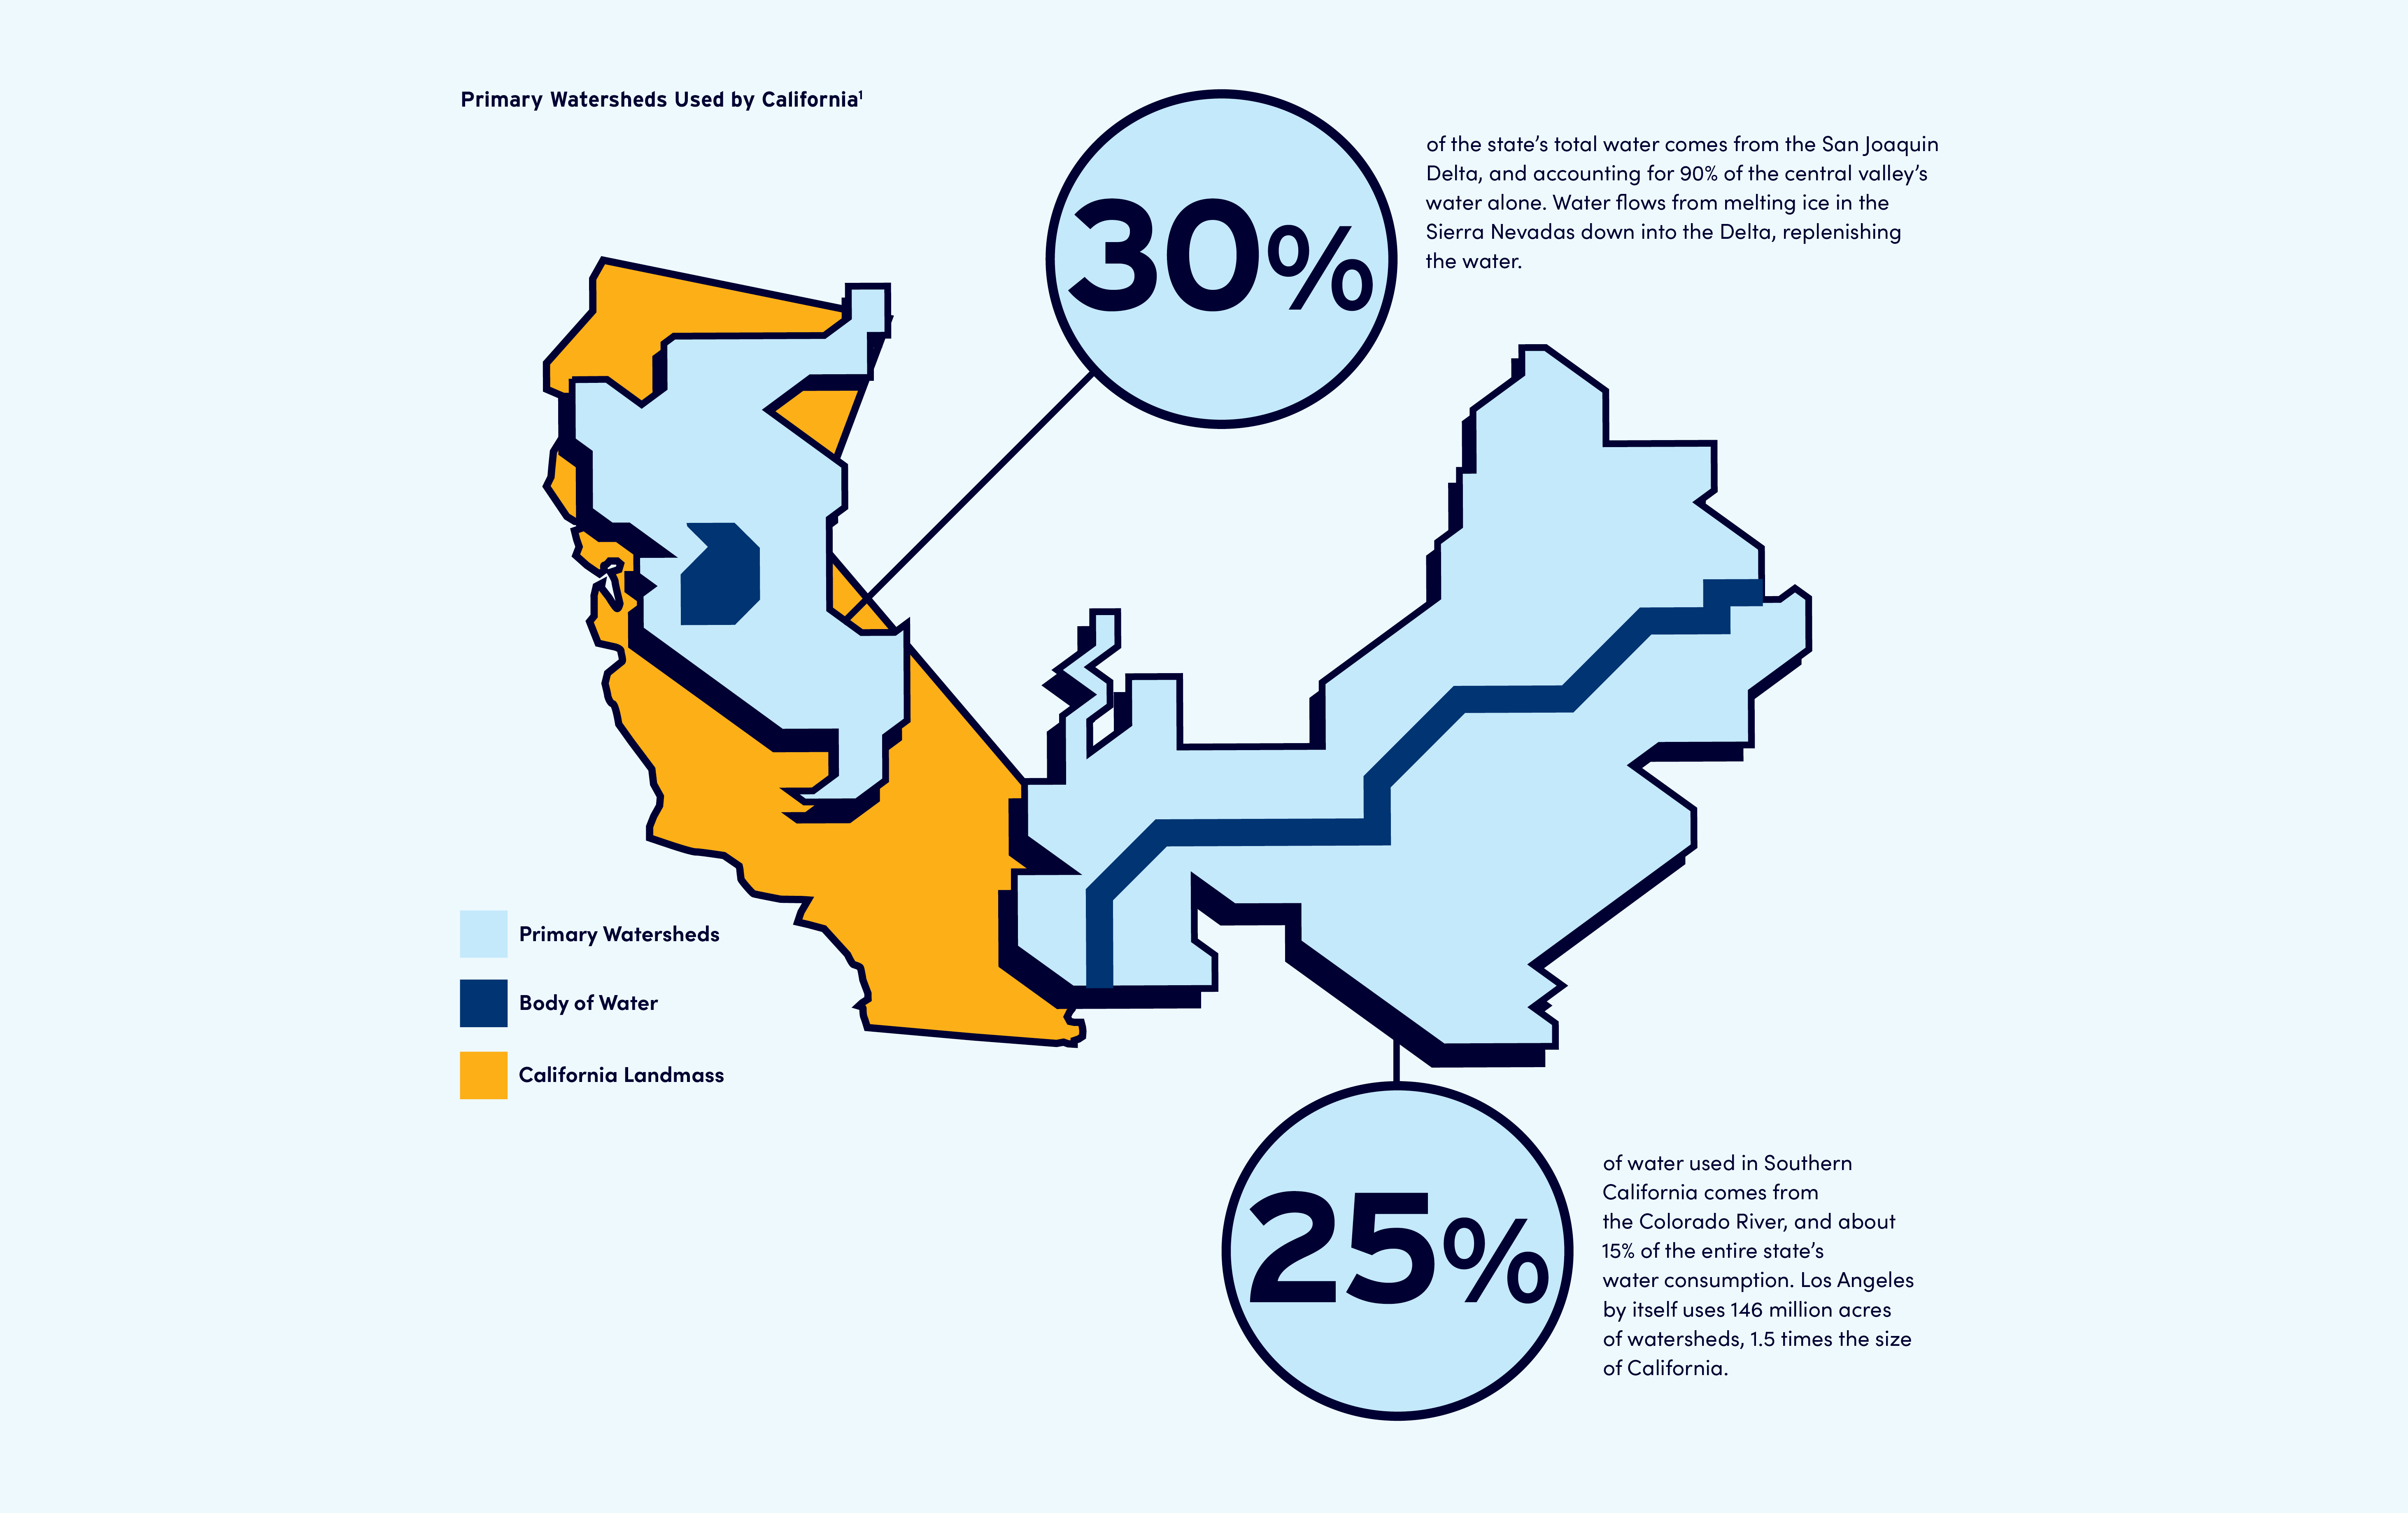 Primary Watersheds Used by California¹
30%
of the state’s total water comes from the San Joaquin
Delta, and accounting for 90% of the central valley’s
water alone. Water flows from melting ice in the
Sierra Nevadas down into the Delta, replenishing
the water.
Primary Watersheds
Body of Water
California Landmass
25%
of water used in Southern
California comes from
the Colorado River, and about
15% of the entire state’s
water consumption. Los Angeles
by itself uses 146 million acres
of watersheds, 1.5 times the size
of California.